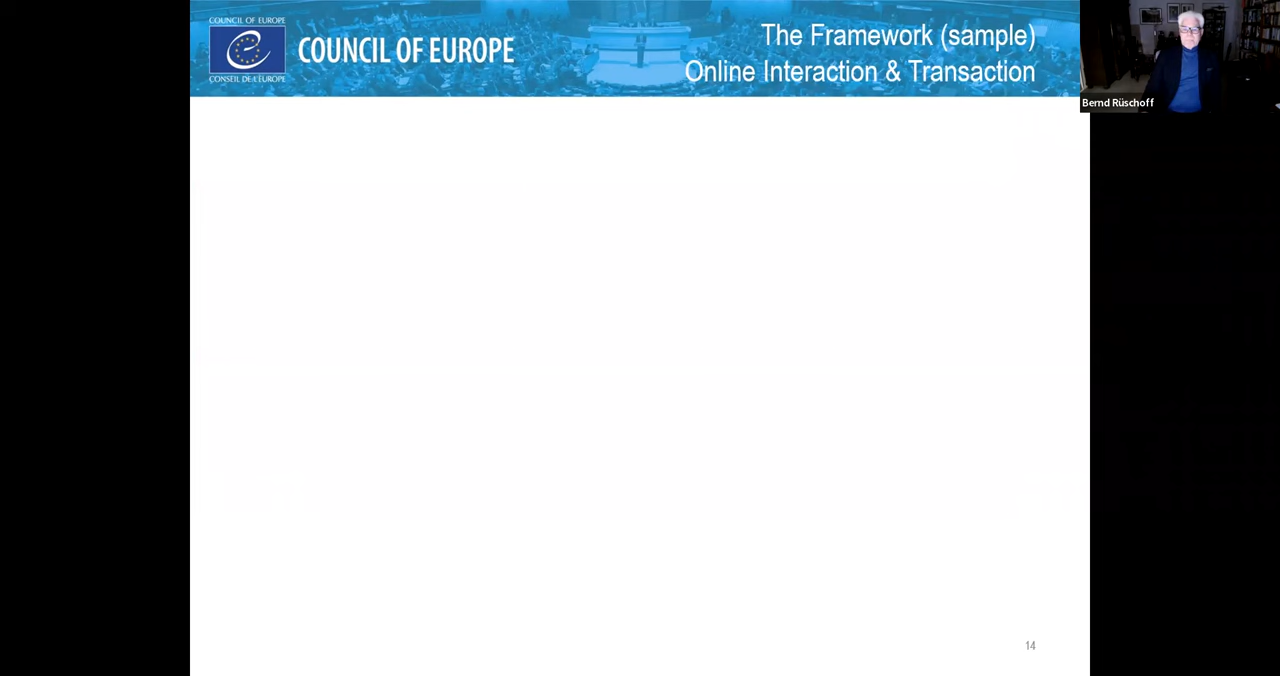 COUNCIL OF EUROPE
CONSEIL DE L'EUROPE
COUNCIL OF EUROPE
The Framework (sample)
Online Interaction & Transaction
Bernd Rüschoff
14